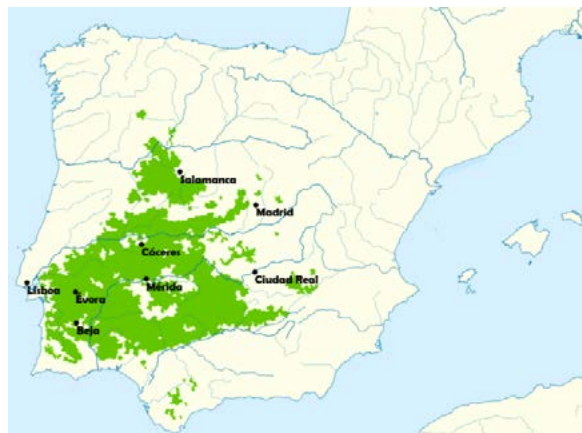 Salamanca
Madrid
Cáceres
Ciudad Real
Mérida
Lisboa
Évora
Beja